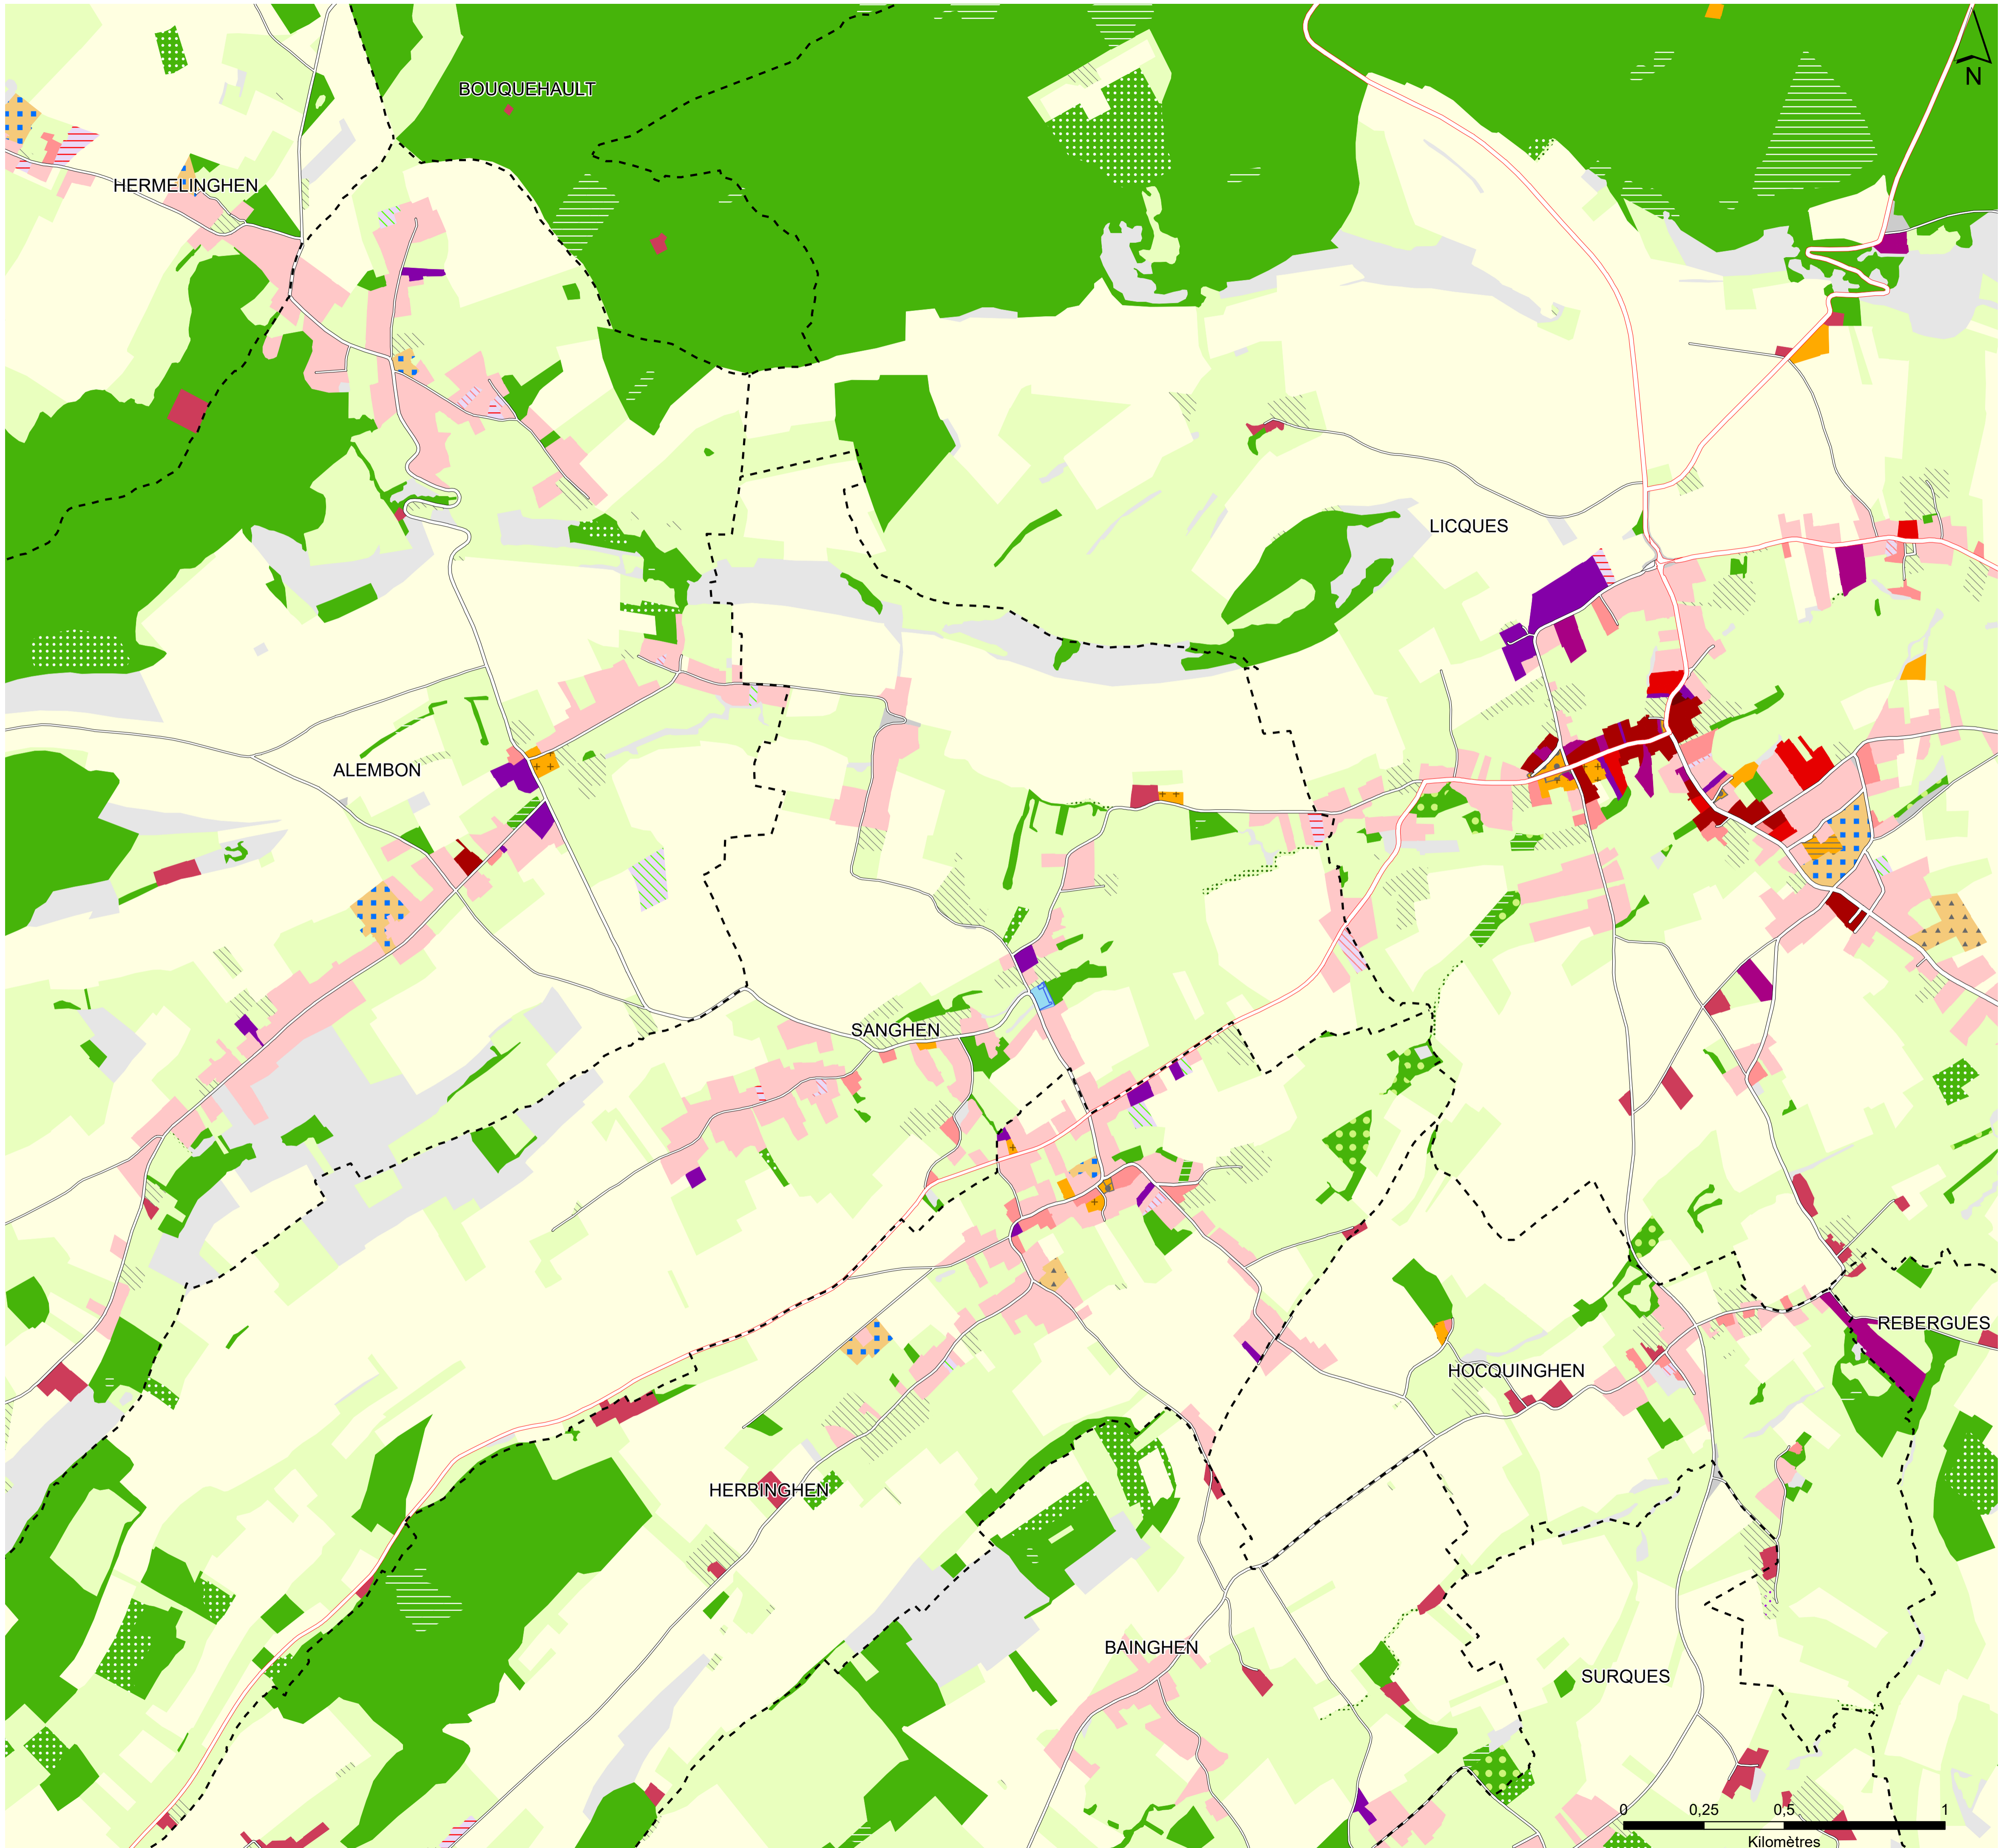 N
BOUQUEHAULT
HERMELINGHEN
LICQUES
ALEMBON
SANGHEN
REBERGUES
HOCQUINGHEN
HERBINGHEN
BAINGHEN
SURQUES
0 0,25 0,5 1
Kilomètres